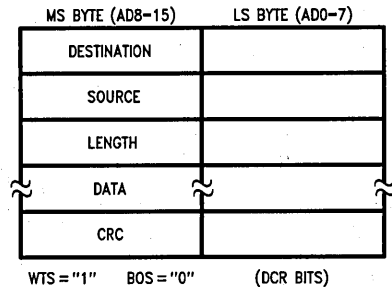 MS BYTE (AD8-15) LS BYTE (AD0-7)
DESTINATION
SOURCE
LENGTH
DATA
CRC
WTS="1" BOS="0" (DCR BITS)